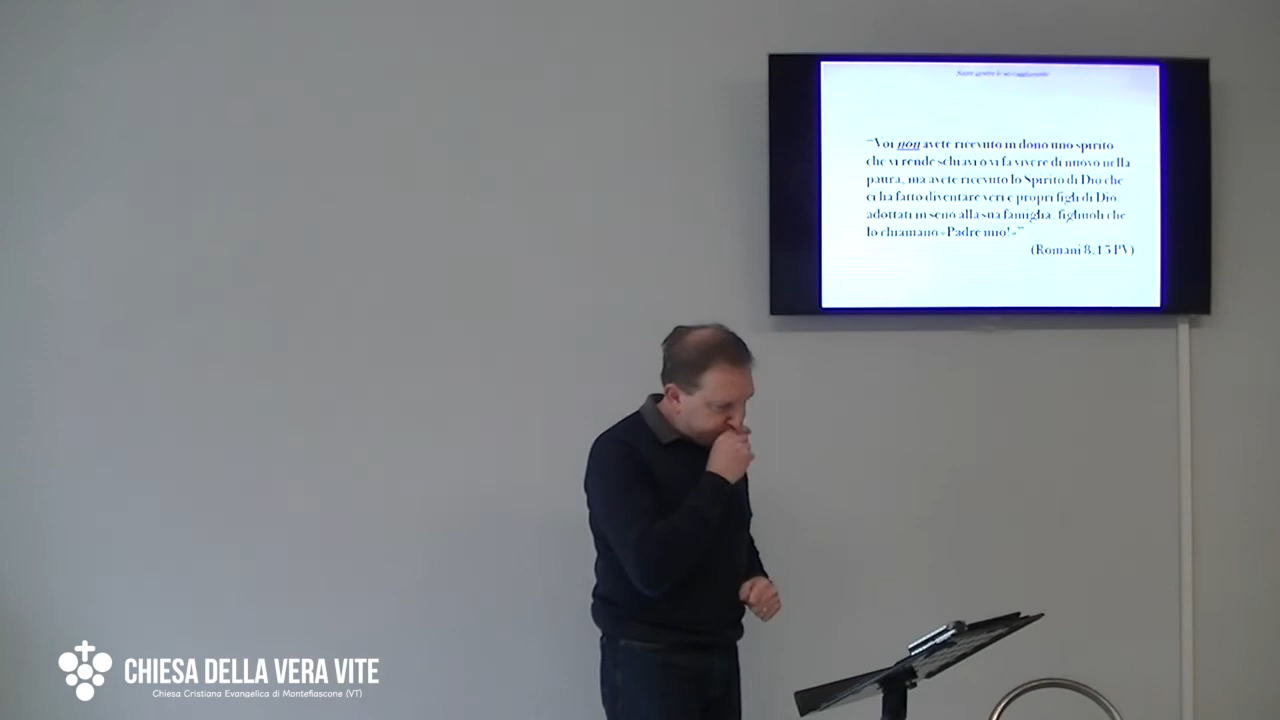 “Voi non avete ricevuto in dono uno spirito
che vi rende schiavi o vi fa vivere di nuovo nella
paura, ma avete ricevuto lo Spirito di Dio che
ci ha fatto diventare veri e propri figli di Dio
adottati in seno alla sua famiglia, figliuoli che
lo chiamano «Padre mio!»”
(Romani 8.15 PV)
CHIESA DELLA VERA VITE
Chiesa Cristiana Evangelica di Montefiascone (VT)